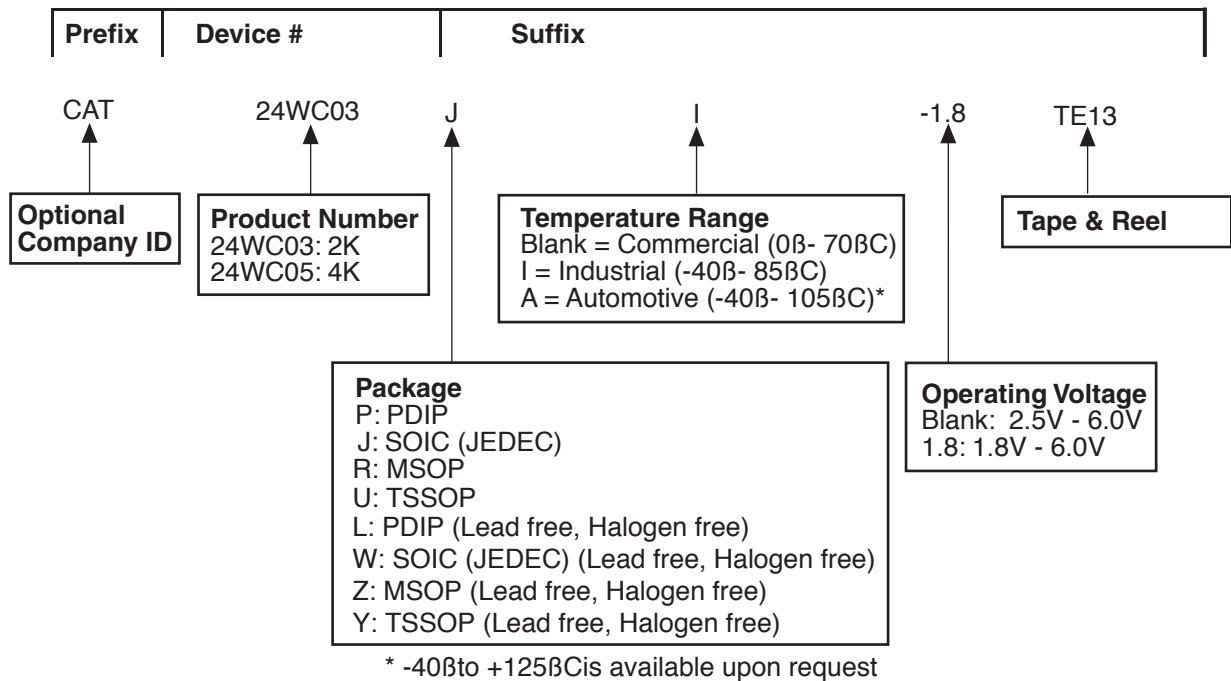 Prefix Device # Suffix
CAT 24WC03 J I -1.8 TE13
Optional
Company ID
Product Number
24WC03: 2K
24WC05: 4K
Temperature Range
Blank = Commercial (0ß- 70ßC)
I = Industrial (-40ß- 85ßC)
A = Automotive (-40ß- 105ßC)*
Tape & Reel
Package
P: PDIP
J: SOIC (JEDEC)
R: MSOP
U: TSSOP
L: PDIP (Lead free, Halogen free)
W: SOIC (JEDEC) (Lead free, Halogen free)
Z: MSOP (Lead free, Halogen free)
Y: TSSOP (Lead free, Halogen free)
Operating Voltage
Blank: 2.5V - 6.0V
1.8: 1.8V - 6.0V
* -40ßto +125ßCis available upon request